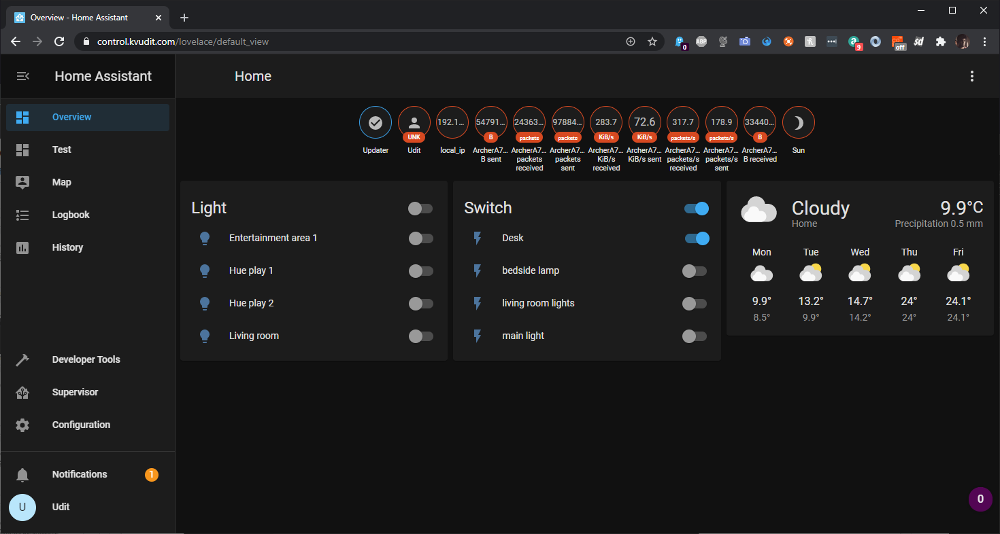 Overview - Home Assistant
control.kvudit.com/lovelace/default_view
0
ABP
9
off
Home Assistant
Home
Overview
Test
Map
Logbook
History
Developer Tools
Supervisor
Configuration
Notifications 1
U Udit
192.1... 54791... 24363... 97884... 283.7 72.6 317.7 178.9 33440...
UNK B packets packets KiB/s KiB/s packets/s packets/s B
Updater Udit local_ip ArcherA7... ArcherA7... ArcherA7... ArcherA7... ArcherA7... ArcherA7... ArcherA7... ArcherA7... Sun
B sent packets packets KiB/s KiB/s sent packets/s packets/s B received
received sent received received sent
Light
Entertainment area 1
Hue play 1
Hue play 2
Living room
Switch
Desk
bedside lamp
living room lights
main light
Cloudy 9.9°C
Home Precipitation 0.5 mm
Mon Tue Wed Thu Fri
9.9° 13.2° 14.7° 24° 24.1°
8.5° 9.9° 14.2° 24° 24.1°
0